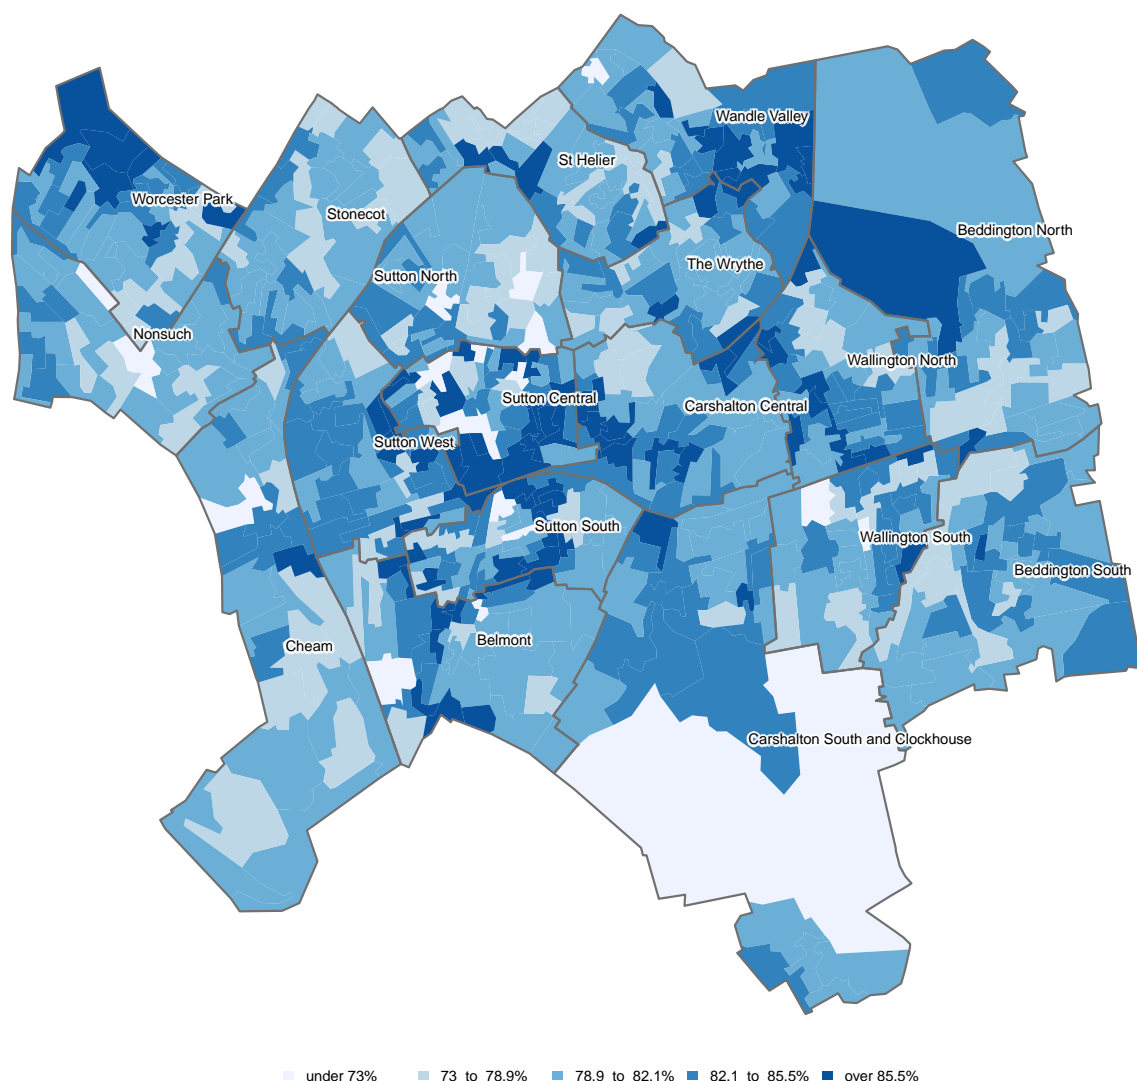 Wandle Valley
St Helier
Worcester Park
Stonecot
Beddington North
The Wrythe
Sutton North
Nonsuch
Wallington North
Sutton Central
Carshalton Central
Sutton West
Sutton South
Wallington South
Beddington South
Belmont
Cheam
Carshalton South and Clockhouse
under 73% 73 to 78.9% 78.9 to 82.1% 82.1 to 85.5% over 85.5%